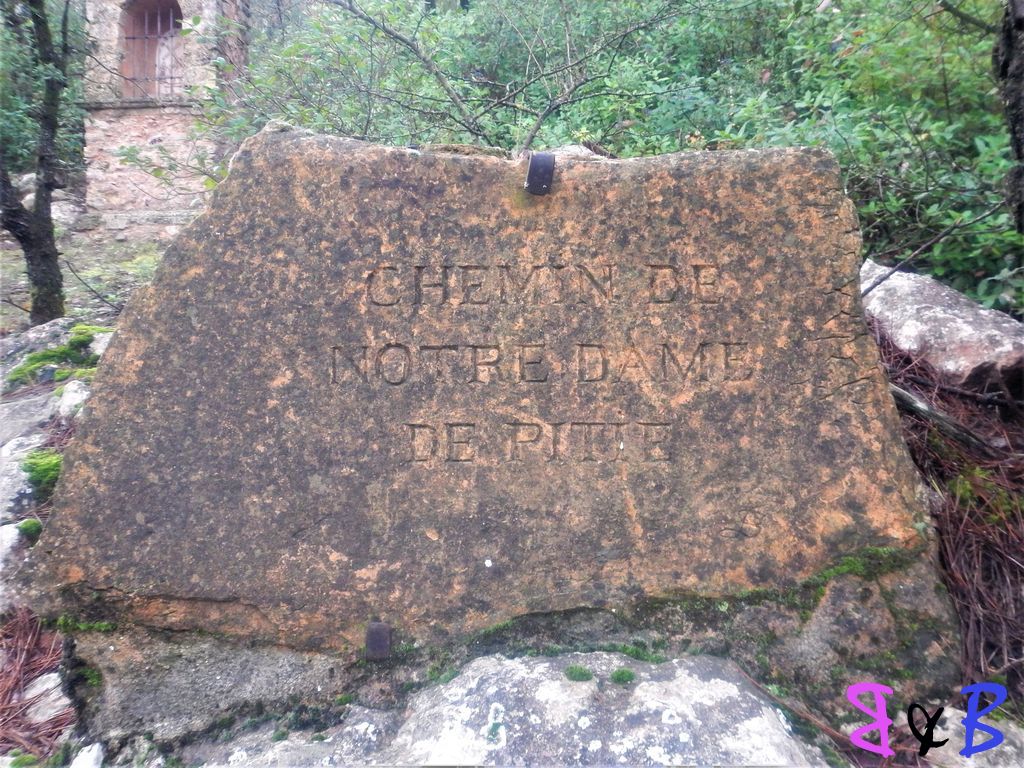 CHEMIN DE
NOTRE DAME
DE PITIE
B&B